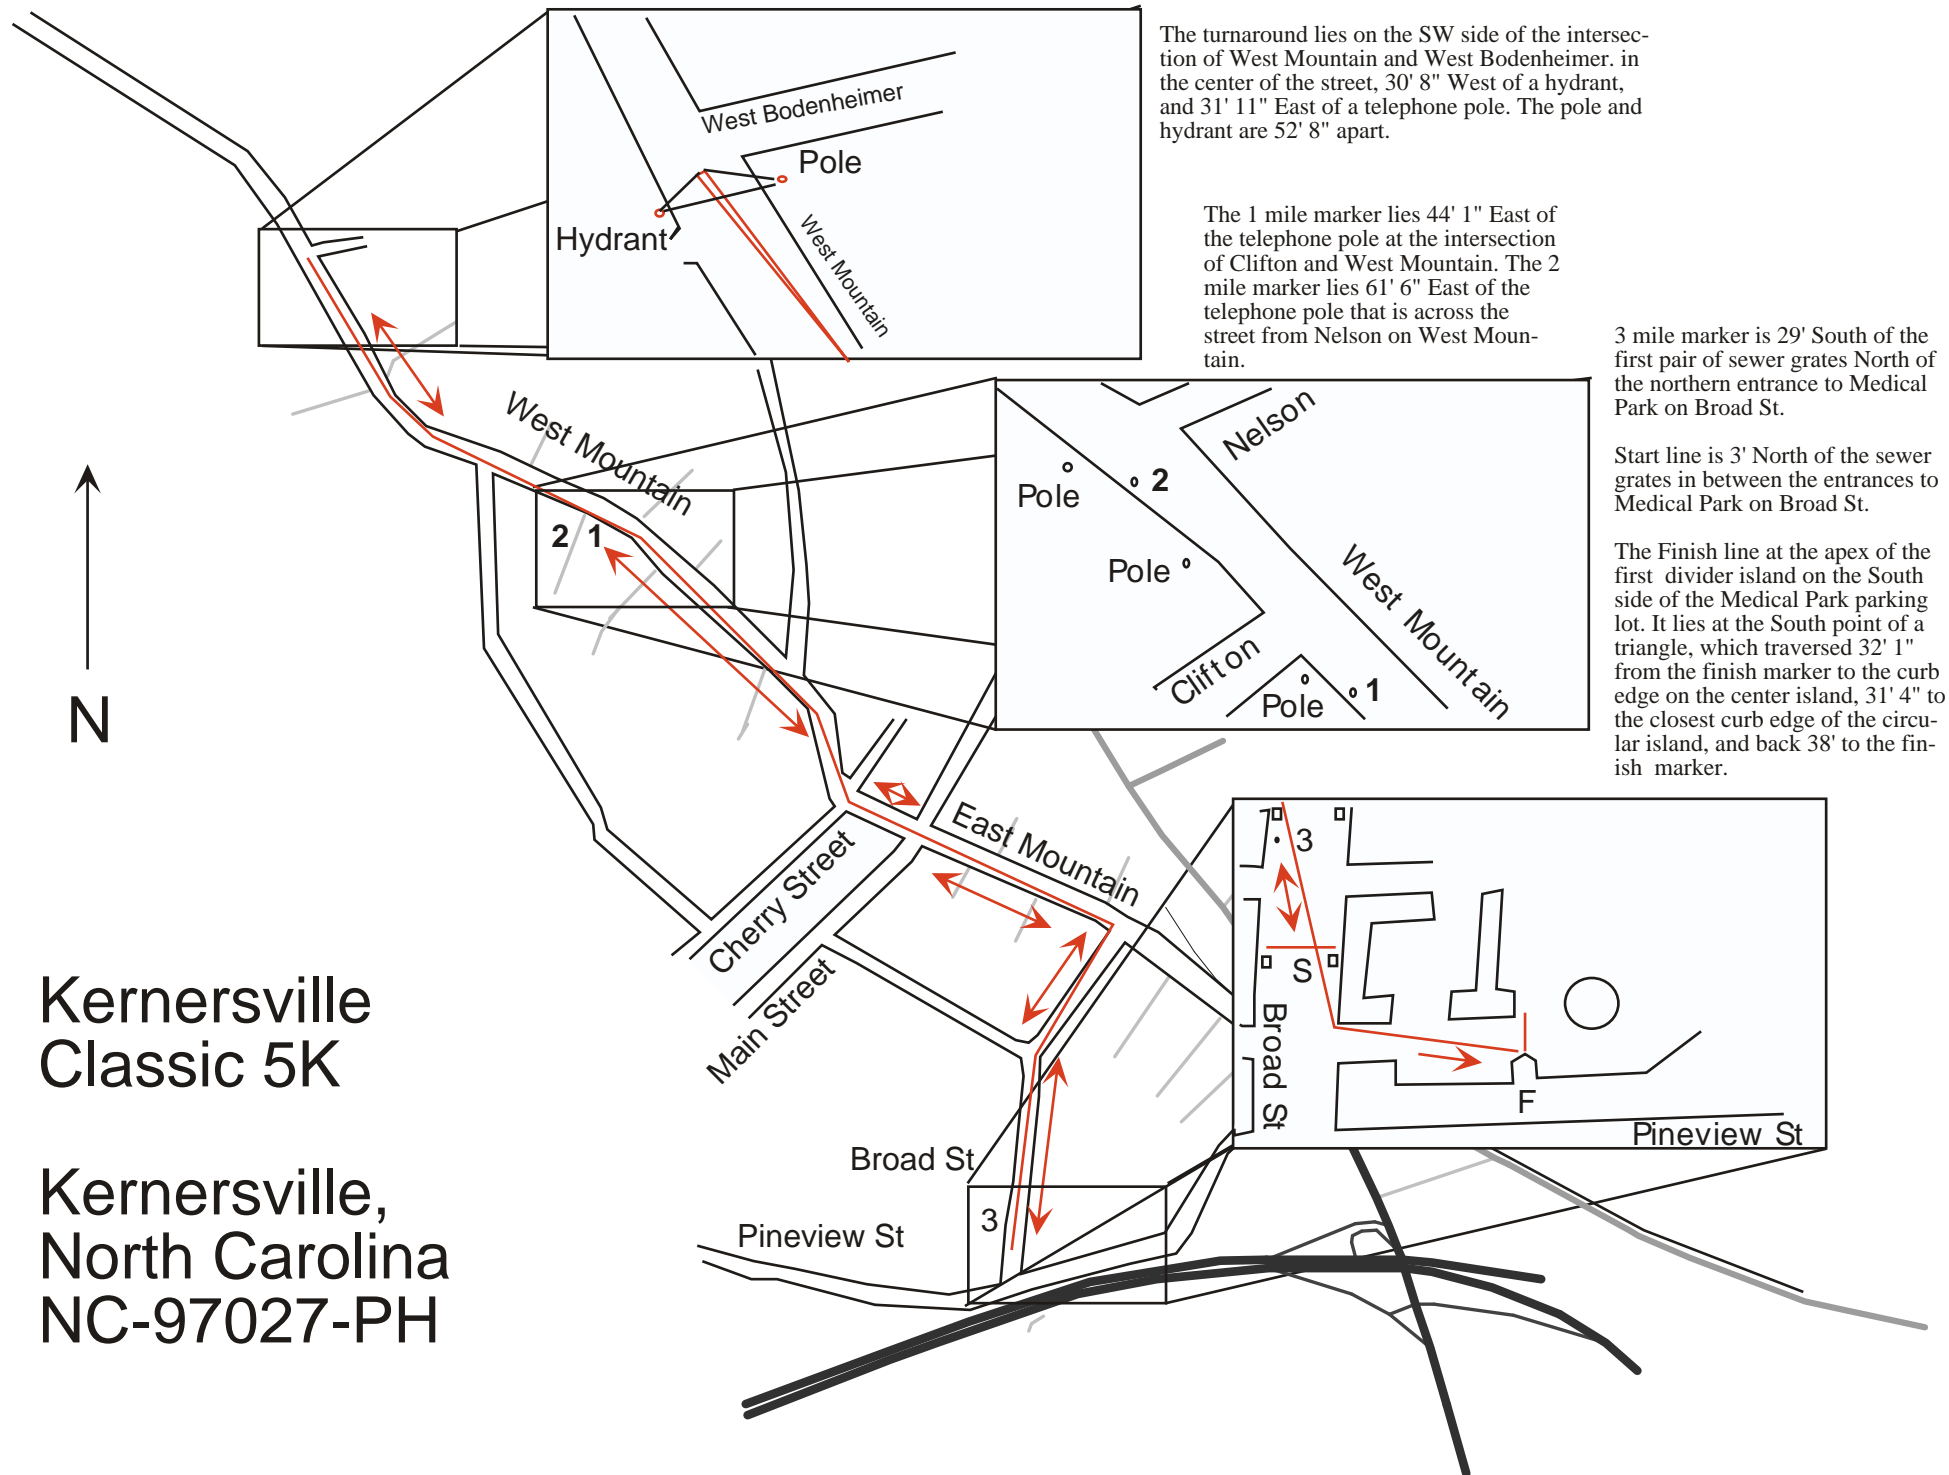 The turnaround lies on the SW side of the intersec-
tion of West Mountain and West Bodenheimer. in
the center of the street, 30' 8" West of a hydrant,
and 31' 11" East of a telephone pole. The pole and
hydrant are 52' 8" apart.
West Bodenheimer
Pole
Hydrant
West Mountain
The 1 mile marker lies 44' 1" East of
the telephone pole at the intersection
of Clifton and West Mountain. The 2
mile marker lies 61' 6" East of the
telephone pole that is across the
street from Nelson on West Moun-
tain.
3 mile marker is 29' South of the
first pair of sewer grates North of
the northern entrance to Medical
Park on Broad St.
Start line is 3' North of the sewer
grates in between the entrances to
Medical Park on Broad St.
The Finish line at the apex of the
first divider island on the South
side of the Medical Park parking
lot. It lies at the South point of a
triangle, which traversed 32' 1"
from the finish marker to the curb
edge on the center island, 31' 4" to
the closest curb edge of the circu-
lar island, and back 38' to the fin-
ish marker.
West Mountain
2 1
Nelson
Pole
2
Pole
West Mountain
Clifton
Pole
1
N
East Mountain
Cherry Street
Main Street
3
S
Broad St
F
Pineview St
Broad St
3
Pineview St
Kernersville
Classic 5K
Kernersville,
North Carolina
NC-97027-PH